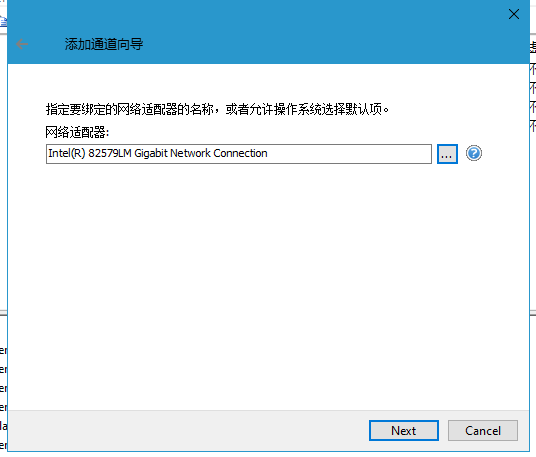 添加通道向导
指定要绑定的网络适配器的名称，或者允许操作系统选择默认项。
网络适配器:
Intel(R) 82579LM Gigabit Network Connection
...
?
Next
Cancel